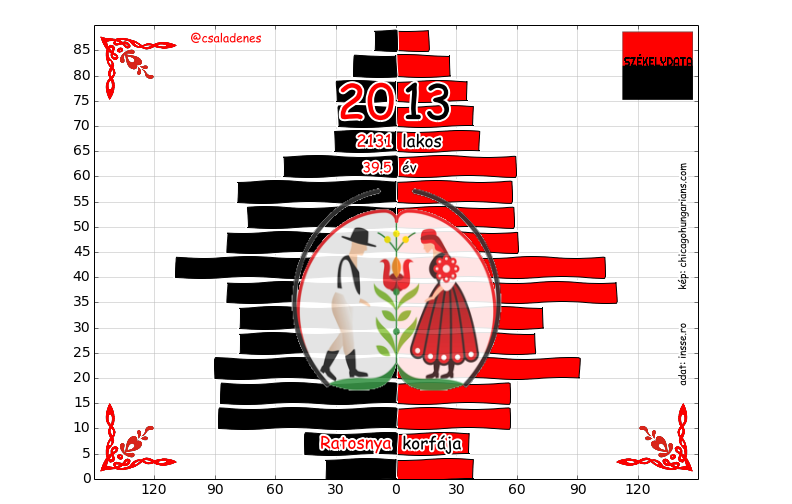 @csaladenes
SZÉKELYDATA
2013
2131 lakos
39.5 év
Ratosnya korfája
kép: chicagohungarians.com
adat: insse.ro
85
80
75
70
65
60
55
50
45
40
35
30
25
20
15
10
5
0
120 90 60 30 0 30 60 90 120